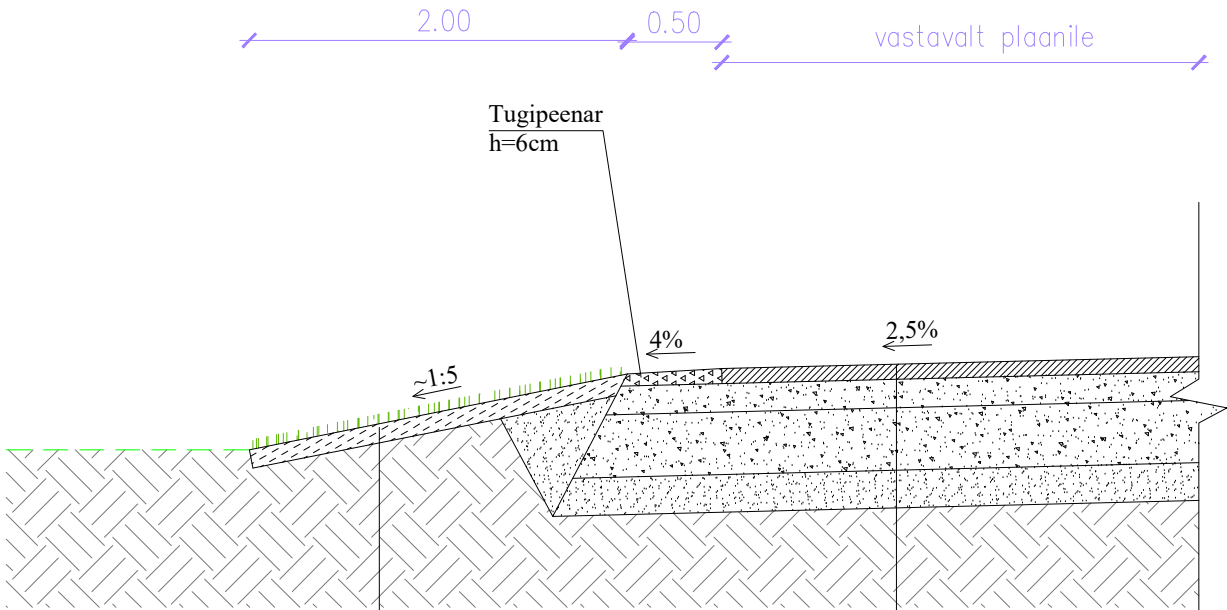 2.00
0.50
vastavalt plaanile
Tugipeenar
h=6cm
~1:5
4%
2,5%